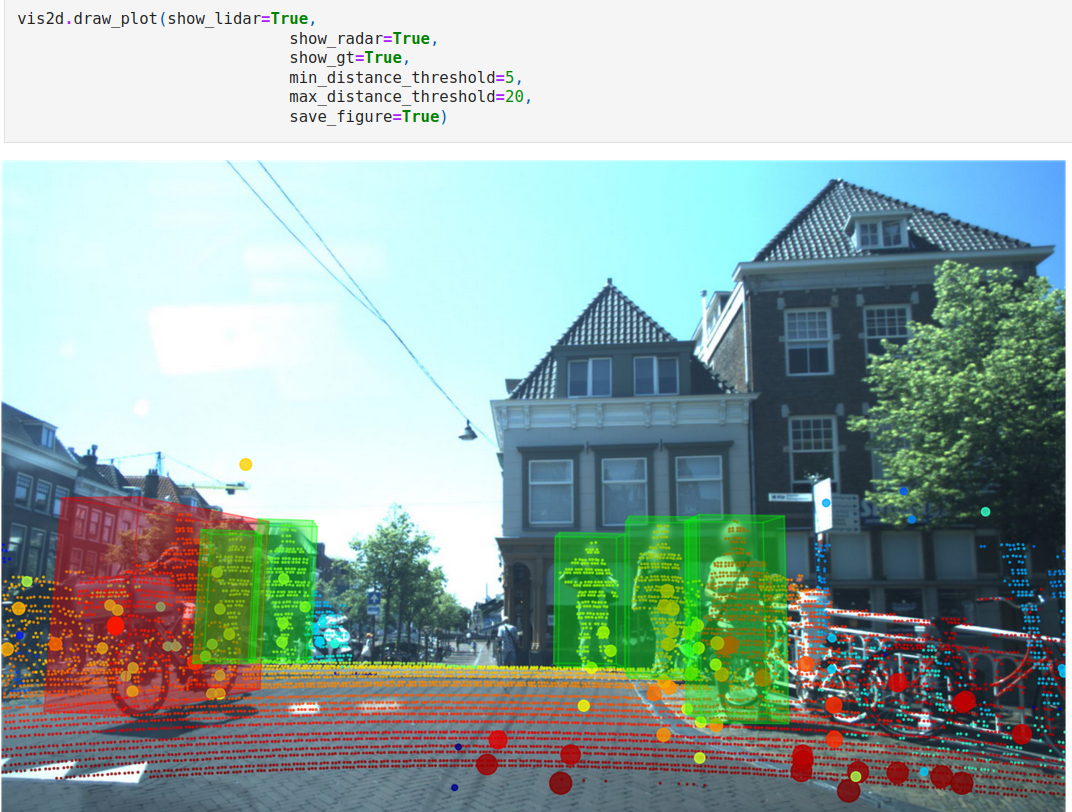 vis2d.draw_plot(show_lidar=True,
show_radar=True,
show_gt=True,
min_distance_threshold=5,
max_distance_threshold=20,
save_figure=True)